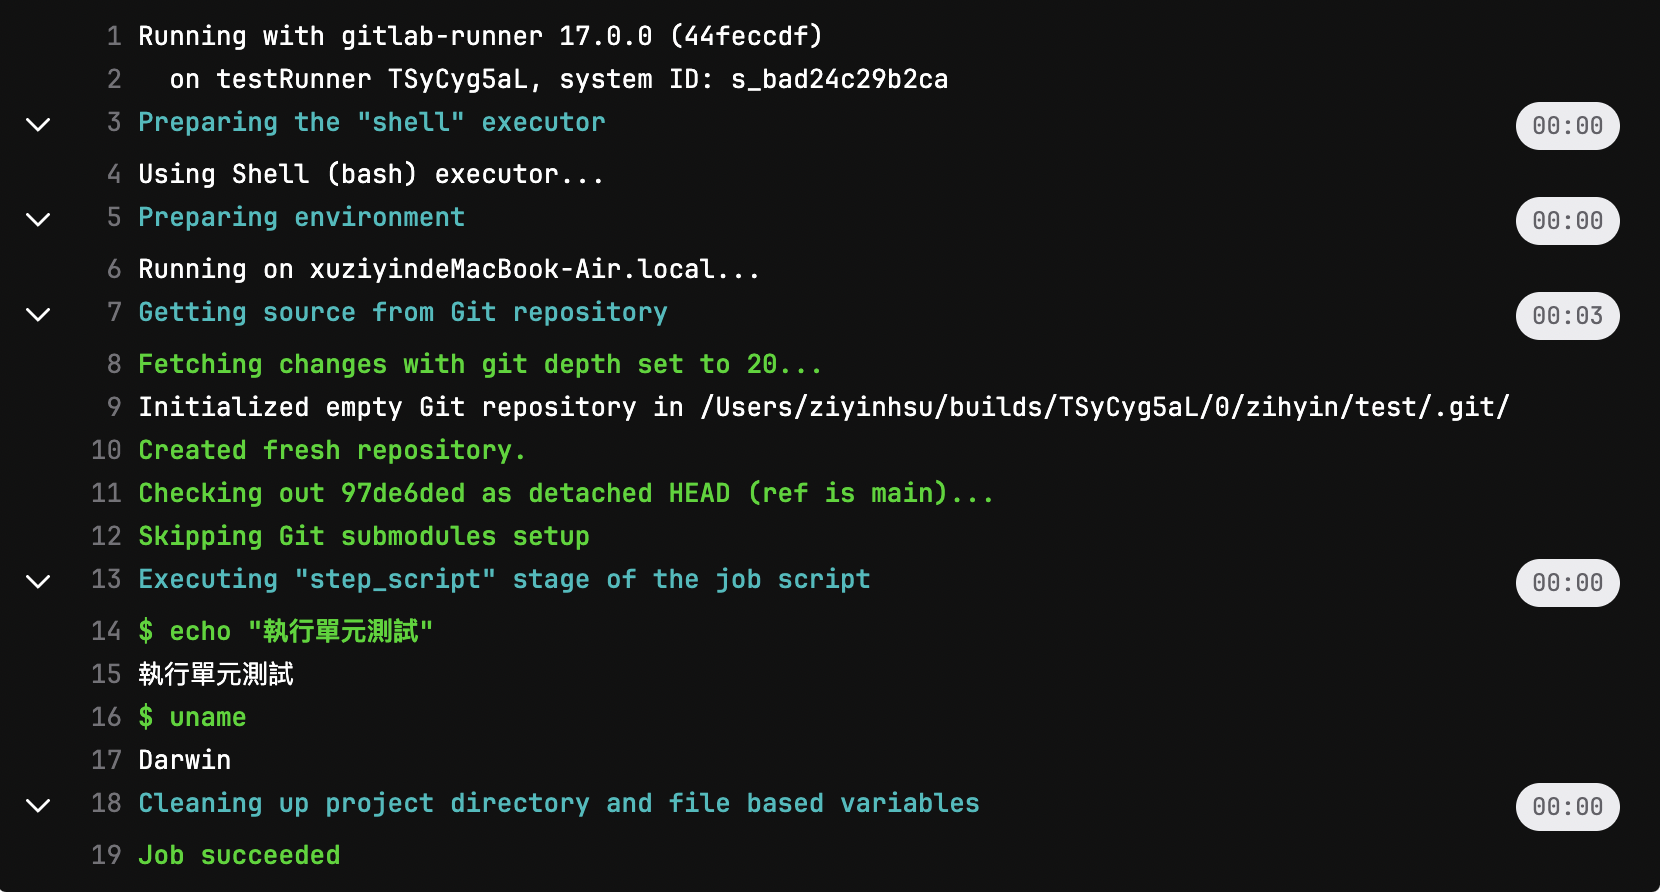 1 Running with gitlab-runner 17.0.0 (44feccdf)
2   on testRunner TSyCyg5aL, system ID: s_bad24c29b2ca
3 Preparing the "shell" executor 00:00
4 Using Shell (bash) executor...
5 Preparing environment 00:00
6 Running on xuziyindeMacBook-Air.local...
7 Getting source from Git repository 00:03
8 Fetching changes with git depth set to 20...
9 Initialized empty Git repository in /Users/ziyinhsu/builds/TSyCyg5aL/0/zihyin/test/.git/
10 Created fresh repository.
11 Checking out 97de6ded as detached HEAD (ref is main)...
12 Skipping Git submodules setup
13 Executing "step_script" stage of the job script 00:00
14 $ echo "執行單元測試"
15 執行單元測試
16 $ uname
17 Darwin
18 Cleaning up project directory and file based variables 00:00
19 Job succeeded